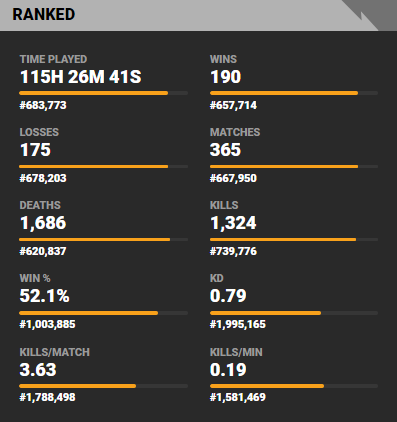 RANKED
TIME PLAYED
115H 26M 41S
#683,773
WINS
190
#657,714
LOSSES
175
#678,203
MATCHES
365
#667,950
DEATHS
1,686
#620,837
KILLS
1,324
#739,776
WIN %
52.1%
#1,003,885
KD
0.79
#1,995,165
KILLS/MATCH
3.63
#1,788,498
KILLS/MIN
0.19
#1,581,469